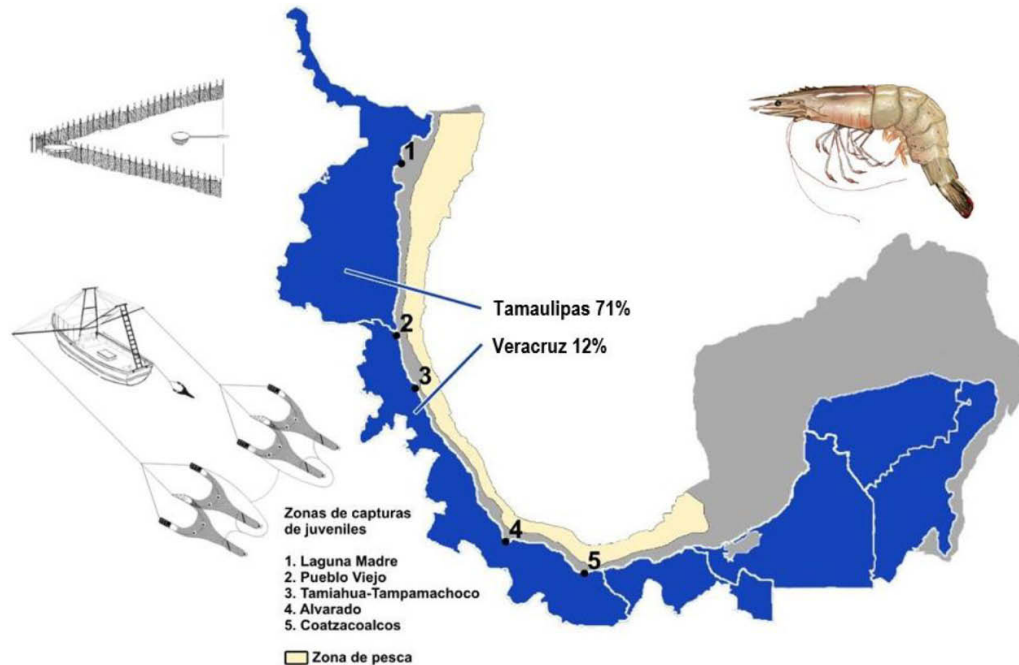 1
Tamaulipas 71%
2
Veracruz 12%
3
4
5
Zonas de capturas
de juveniles
1. Laguna Madre
2. Pueblo Viejo
3. Tamiahua-Tampamachoco
4. Alvarado
5. Coatzacoalcos
Zona de pesca